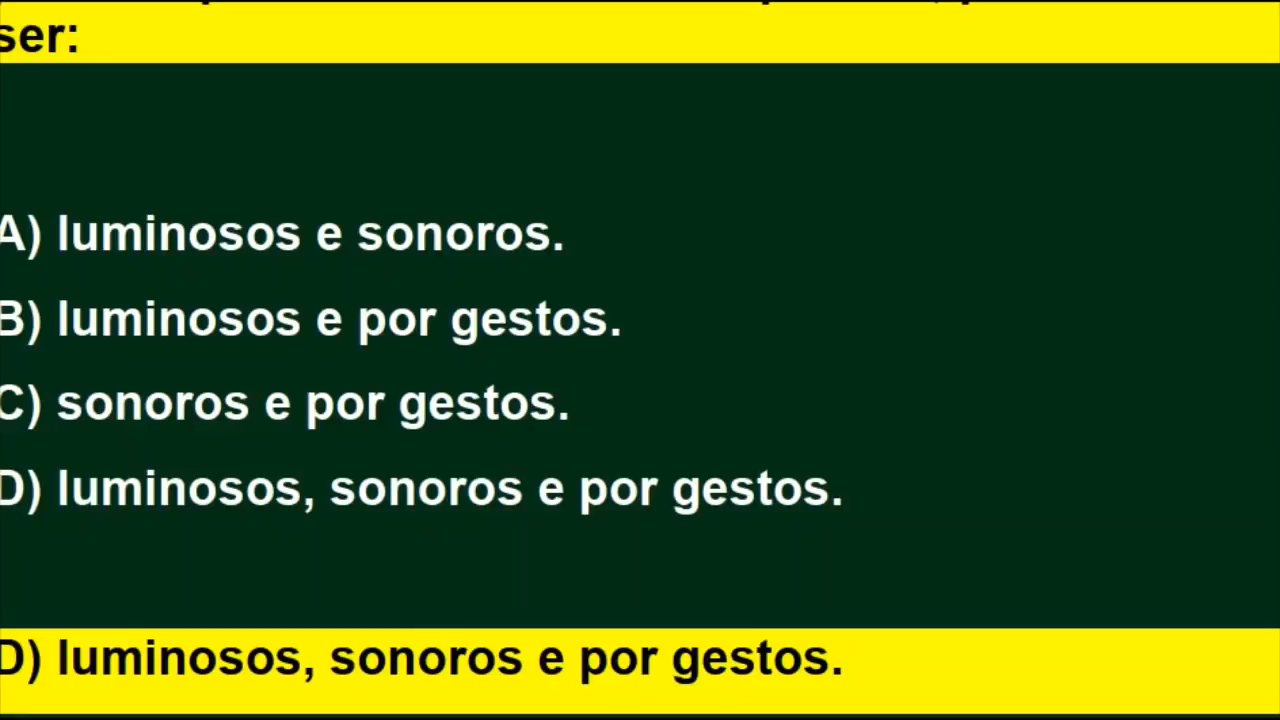 ser:
A) luminosos e sonoros.
B) luminosos e por gestos.
C) sonoros e por gestos.
D) luminosos, sonoros e por gestos.
D) luminosos, sonoros e por gestos.